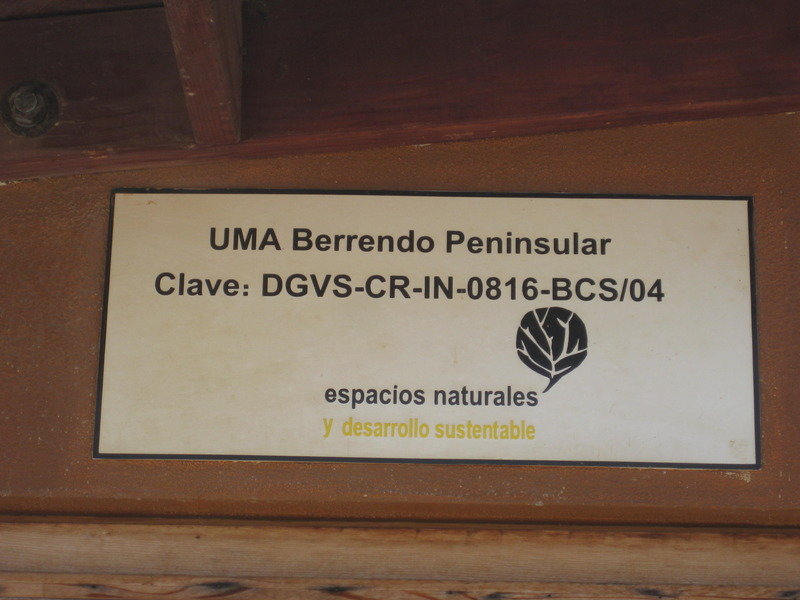 UMA Berrendo Peninsular
Clave: DGVS-CR-IN-0816-BCS/04
espacios naturales
y desarrollo sustentable